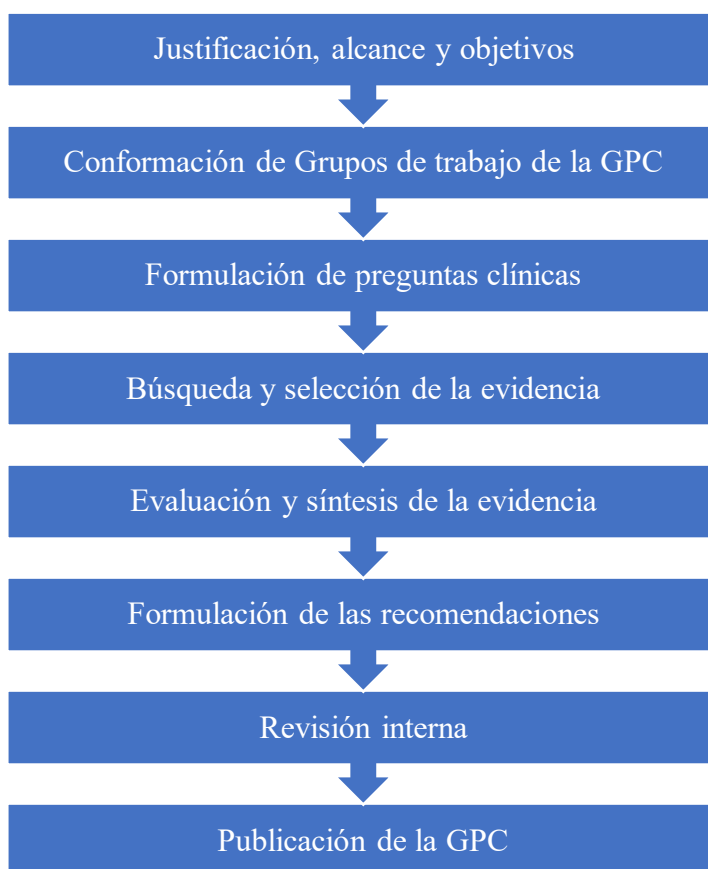 Justificación, alcance y objetivos
Conformación de Grupos de trabajo de la GPC
Formulación de preguntas clínicas
Búsqueda y selección de la evidencia
Evaluación y síntesis de la evidencia
Formulación de las recomendaciones
Revisión interna
Publicación de la GPC